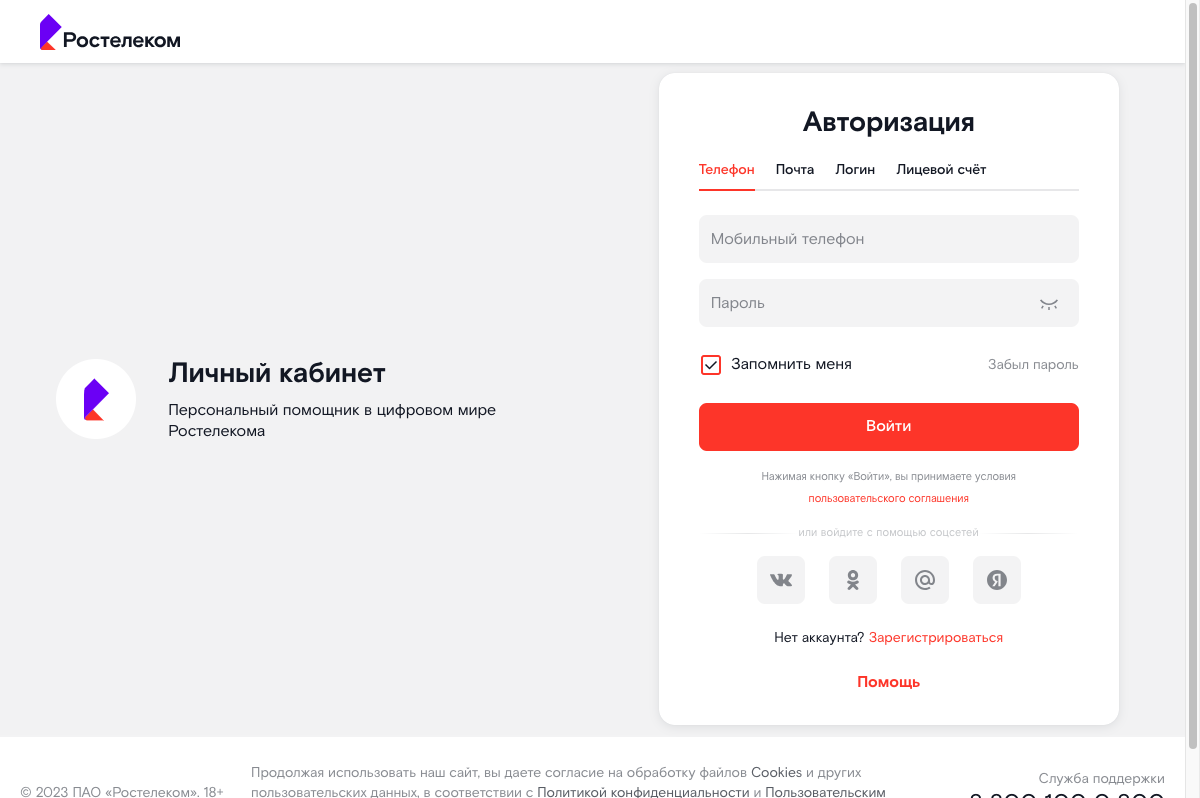 Ростелеком
Авторизация
Телефон Почта Логин Лицевой счёт
Мобильный телефон
Пароль
Запомнить меня Забыл пароль
Войти
Нажимая кнопку «Войти», вы принимаете условия
пользовательского соглашения
или войдите с помощью соцсетей
Нет аккаунта? Зарегистрироваться
Помощь
Личный кабинет
Персональный помощник в цифровом мире
Ростелекома
© 2023 ПАО «Ростелеком». 18+
Продолжая использовать наш сайт, вы даете согласие на обработку файлов Cookies и других
пользовательских данных, в соответствии с Политикой конфиденциальности и Пользовательским
Служба поддержки